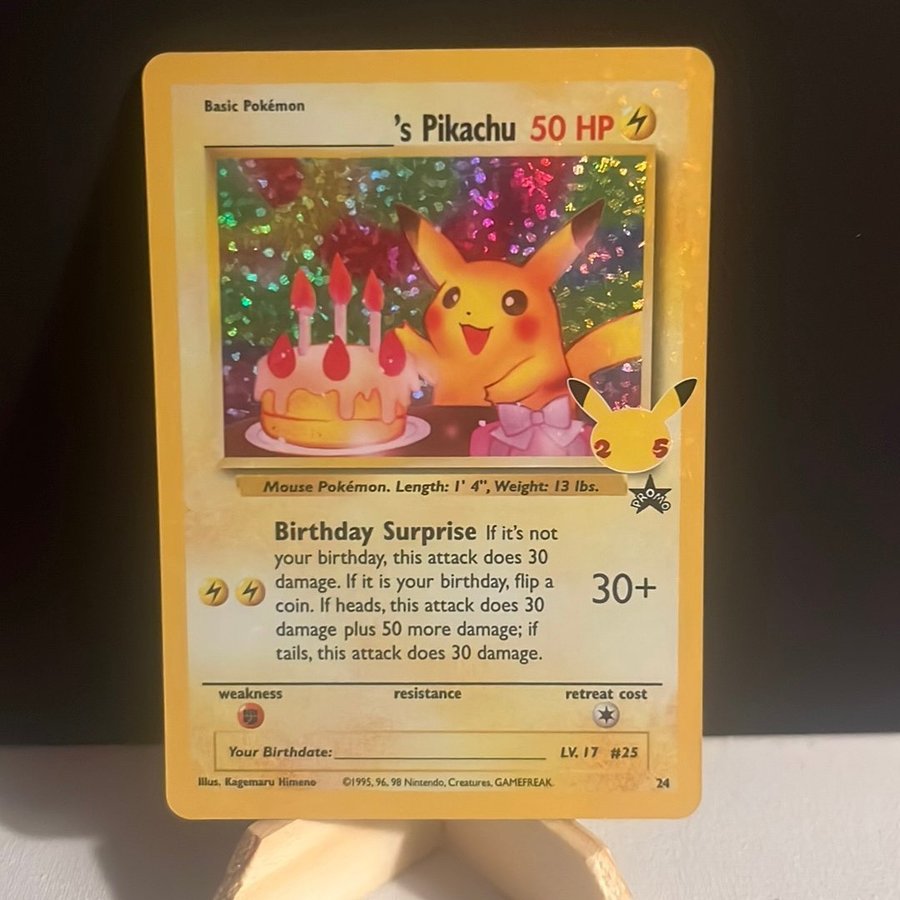 Basic Pokémon
__________'s Pikachu 50 HP
25
Mouse Pokémon. Length: 1' 4", Weight: 13 lbs.
PROMO
Birthday Surprise If it's not
your birthday, this attack does 30
damage. If it is your birthday, flip a
coin. If heads, this attack does 30
damage plus 50 more damage; if
tails, this attack does 30 damage.
30+
weakness resistance retreat cost
Your Birthdate:__________ LV. 17 #25
Illus. Kagemaru Himeno ©1995, 96, 98 Nintendo, Creatures, GAMEFREAK. 24